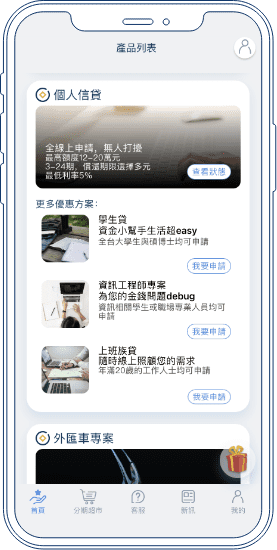 產品列表
個人信貸
全線上申請，無人打擾
最高額度12-20萬元
3-24期，償還期限選擇多元
最低利率5%
查看狀態
更多優惠方案：
學生貸
資金小幫手生活超easy
全台大學生與碩博士均可申請
我要申請
資訊工程師專案
為您的金錢問題debug
資訊相關學生或職場專業人員均可
申請
我要申請
上班族貸
隨時線上照顧您的需求
年滿20歲的工作人士均可申請
我要申請
外匯車專案
首頁
分期超市
客服
新訊
我的